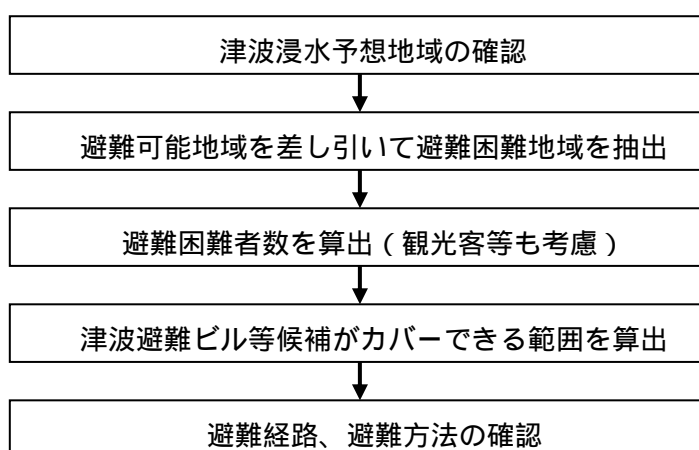 津波浸水予想地域の確認
避難可能地域を差し引いて避難困難地域を抽出
避難困難者数を算出(観光客等も考慮)
津波避難ビル等候補がカバーできる範囲を算出
避難経路、避難方法の確認